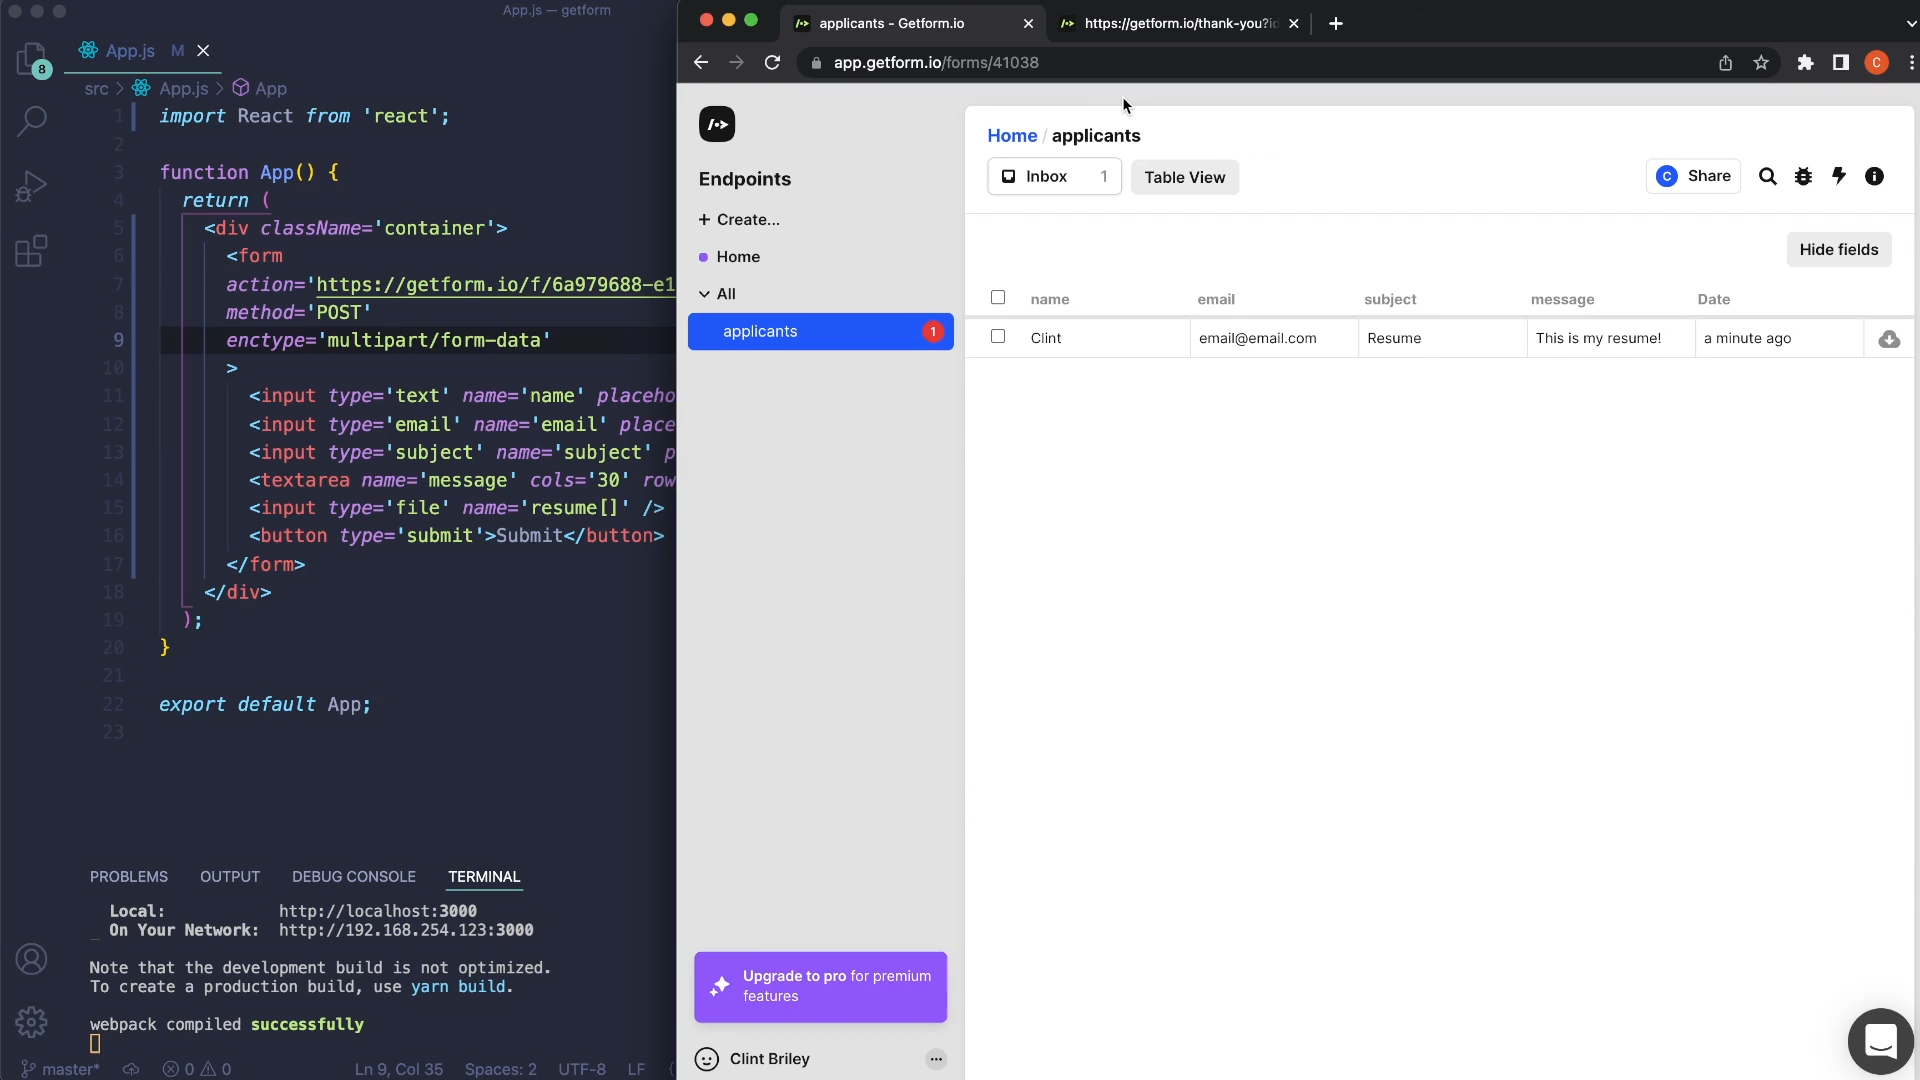 App.js — getform
8
App.js M
src > App.js > App
1 import React from 'react';
2
3 function App() {
4 return (
5 <div className='container'>
6 <form
7 action='https://getform.io/f/6a979688-e1
8 method='POST'
9 enctype='multipart/form-data'
10 >
11 <input type='text' name='name' placeho
12 <input type='email' name='email' place
13 <input type='subject' name='subject' p
14 <textarea name='message' cols='30' row
15 <input type='file' name='resume[]' />
16 <button type='submit'>Submit</button>
17 </form>
18 </div>
19 );
20 }
21
22 export default App;
23
PROBLEMS OUTPUT DEBUG CONSOLE TERMINAL
Local: http://localhost:3000
On Your Network: http://192.168.254.123:3000
Note that the development build is not optimized.
To create a production build, use yarn build.
webpack compiled successfully
master* 0 0 Ln 9, Col 35 Spaces: 2 UTF-8 LF {
applicants - Getform.io
https://getform.io/thank-you?id
app.getform.io/forms/41038
C
Endpoints
+ Create...
Home
All
applicants 1
Upgrade to pro for premium
features
Clint Briley
Home / applicants
Inbox 1 Table View
C Share
Hide fields
name email subject message Date
Clint email@email.com Resume This is my resume! a minute ago